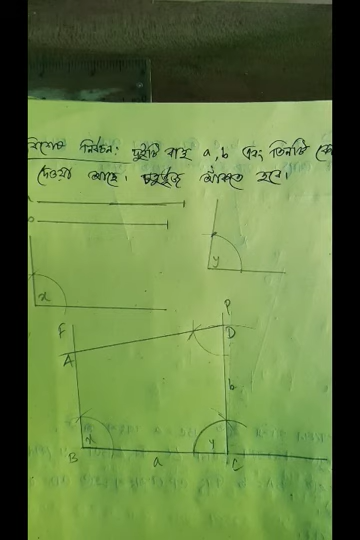 বিশেষ নির্বচন: দুইটি বাহু a, b এবং তিনটি
দেওয়া আছে। চতুর্ভুজ আঁকতে হবে।
a
b
y
x
F
P
D
A
b
x
y
B
a
C